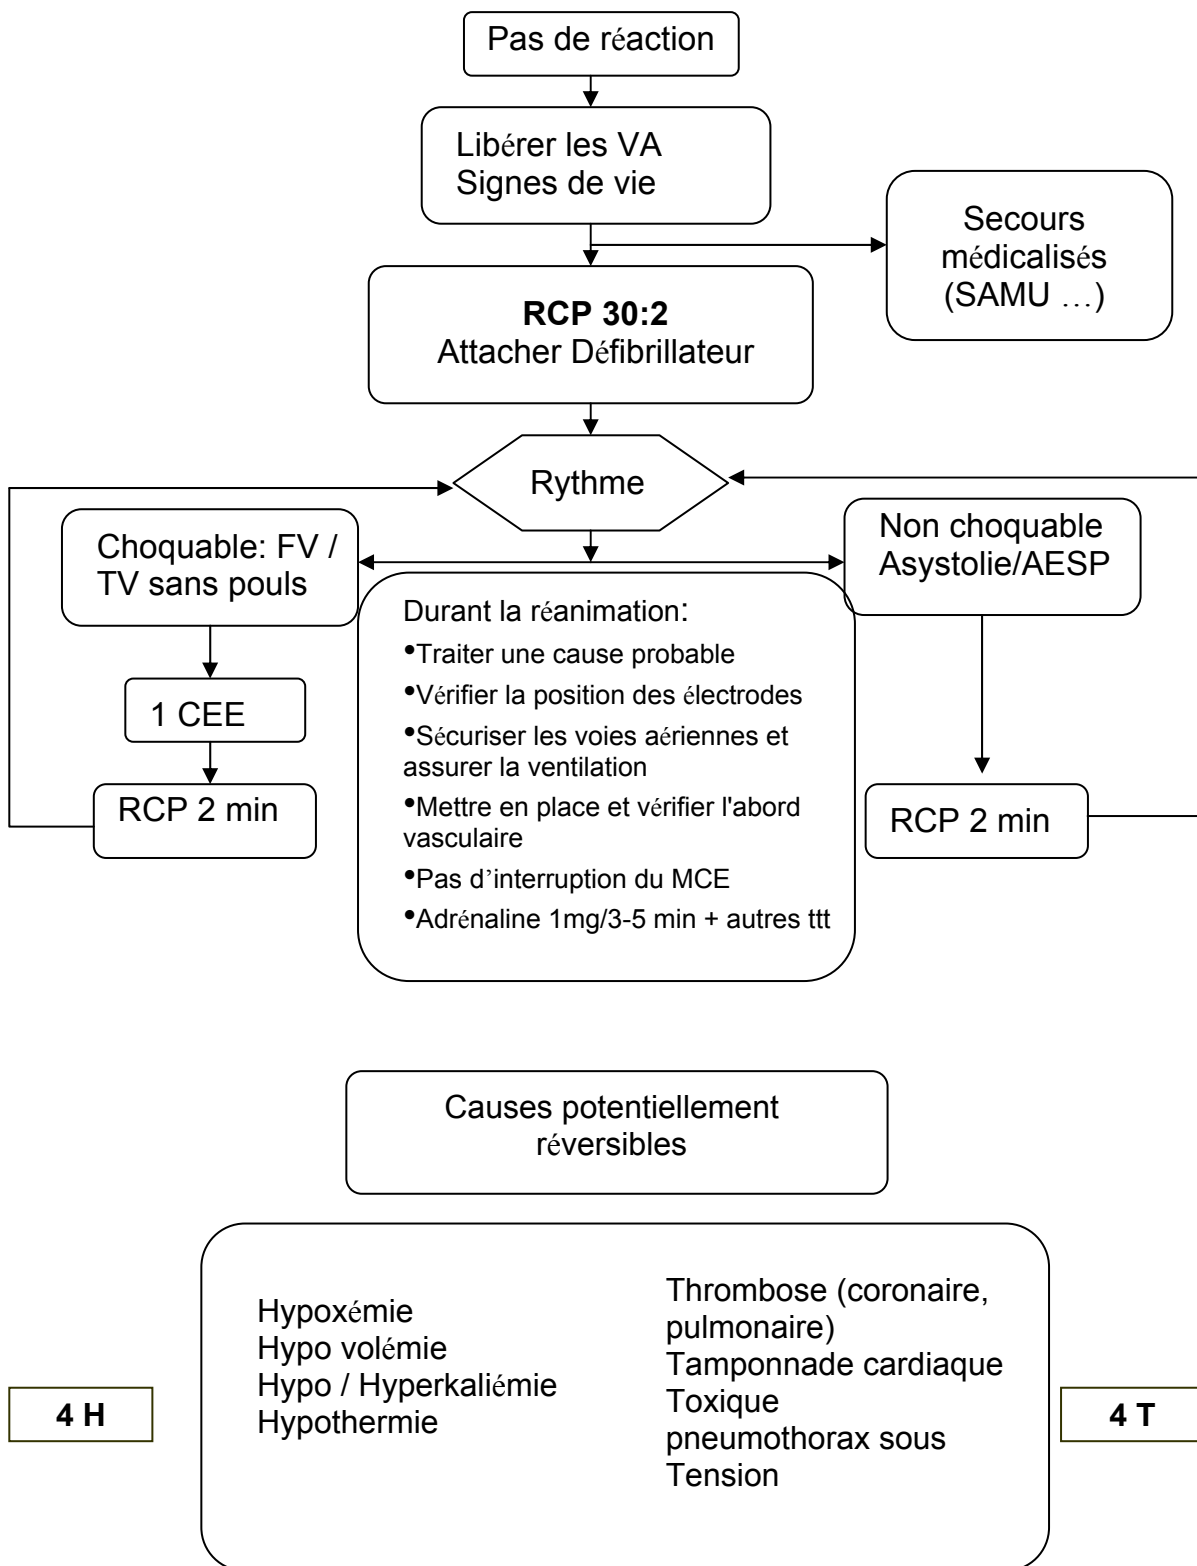 Pas de réaction
Libérer les VA
Signes de vie
Secours
médicalisés
(SAMU …)
RCP 30:2
Attacher Défibrillateur
Rythme
Choquable: FV /
TV sans pouls
Non choquable
Asystolie/AESP
1 CEE
RCP 2 min
Durant la réanimation:
•Traiter une cause probable
•Vérifier la position des électrodes
•Sécuriser les voies aériennes et
assurer la ventilation
•Mettre en place et vérifier l'abord
vasculaire
•Pas d’interruption du MCE
•Adrénaline 1mg/3-5 min + autres ttt
RCP 2 min
Causes potentiellement
réversibles
4 H
Hypoxémie
Hypo volémie
Hypo / Hyperkaliémie
Hypothermie
Thrombose (coronaire,
pulmonaire)
Tamponnade cardiaque
Toxique
pneumothorax sous
Tension
4 T